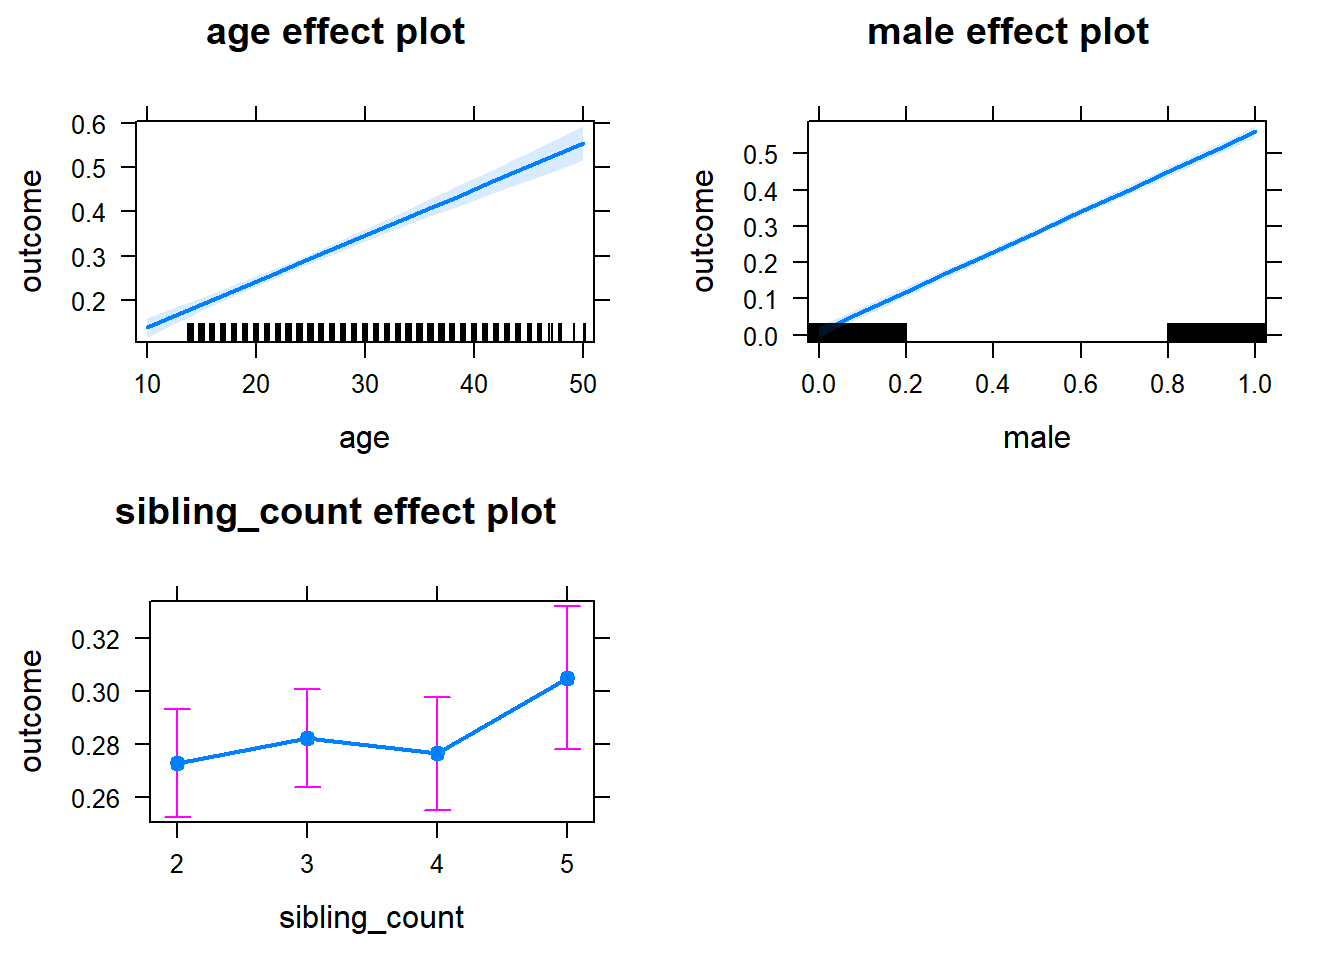 age effect plot
outcome
0.6
0.5
0.4
0.3
0.2
10 20 30 40 50
age
male effect plot
outcome
0.5
0.4
0.3
0.2
0.1
0.0
0.0 0.2 0.4 0.6 0.8 1.0
male
sibling_count effect plot
outcome
0.32
0.30
0.28
0.26
2 3 4 5
sibling_count